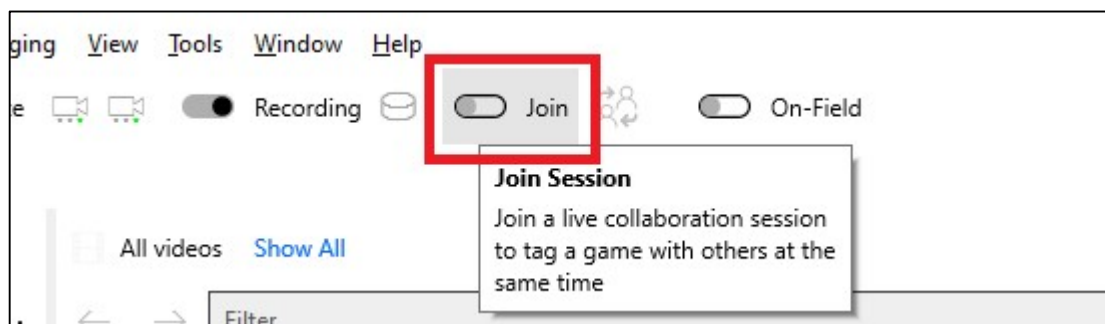 ging View Tools Window Help
e Recording Join On-Field
Join Session
Join a live collaboration session
to tag a game with others at the
same time
All videos Show All
Filter